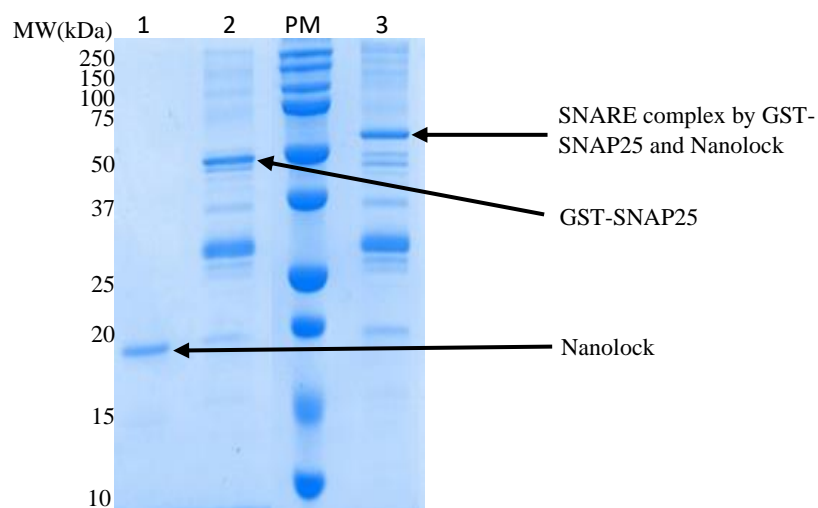 MW(kDa) 1 2 PM 3
250
150
100
75
50
37
25
20
15
10
SNARE complex by GST-
SNAP25 and Nanolock
GST-SNAP25
Nanolock